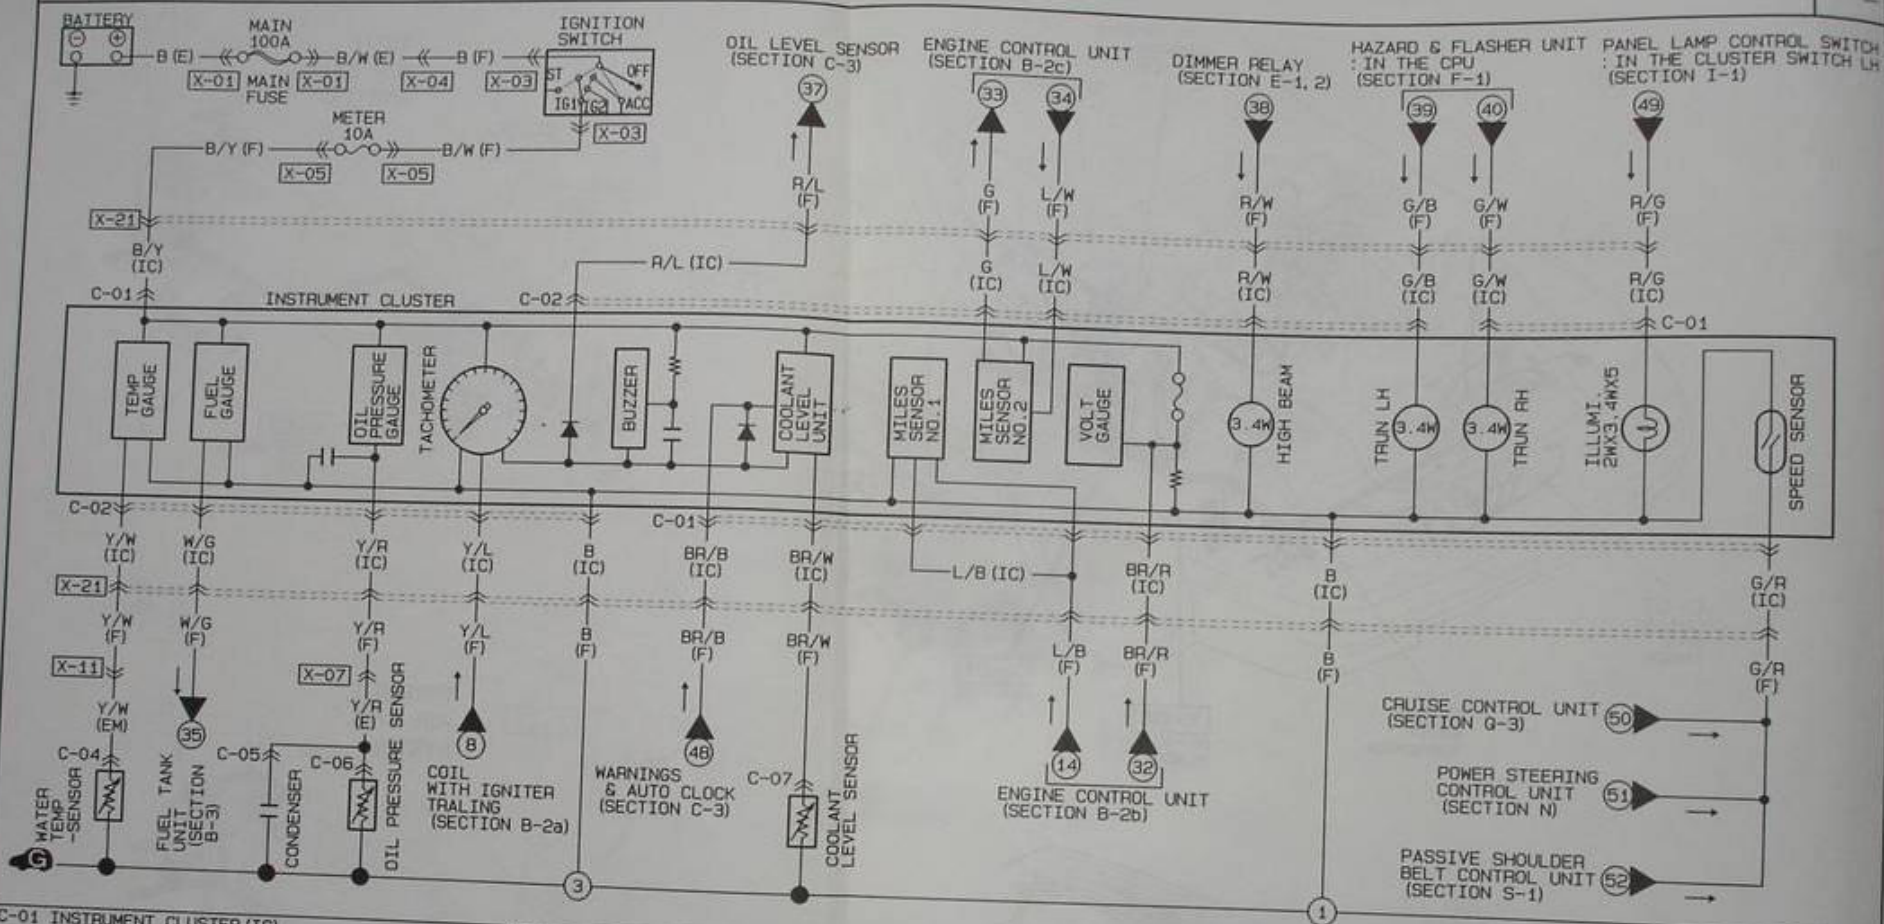 BATTERY
MAIN
100A
IGNITION
SWITCH
B (E)
B/W (E)
B (F)
X-01
MAIN
FUSE
X-01
X-04
X-03
ST
OFF
IG1
IG2
ACC
X-03
METER
10A
B/Y (F)
B/W (F)
X-05
X-05
OIL LEVEL SENSOR
(SECTION C-3)
37
ENGINE CONTROL UNIT
(SECTION B-2c)
33
34
DIMMER RELAY
(SECTION E-1, 2)
38
HAZARD & FLASHER UNIT
: IN THE CPU
(SECTION F-1)
39
40
PANEL LAMP CONTROL SWITCH
: IN THE CLUSTER SWITCH LH
(SECTION I-1)
49
R/L
(F)
G
(F)
L/W
(F)
R/W
(F)
G/B
(F)
G/W
(F)
R/G
(F)
X-21
B/Y
(IC)
R/L (IC)
G
(IC)
L/W
(IC)
R/W
(IC)
G/B
(IC)
G/W
(IC)
R/G
(IC)
C-01
INSTRUMENT CLUSTER
C-02
C-01
TEMP
GAUGE
FUEL
GAUGE
OIL
PRESSURE
GAUGE
TACHOMETER
BUZZER
COOLANT
LEVEL
UNIT
MILES
SENSOR
NO.1
MILES
SENSOR
NO.2
VOLT
GAUGE
3.4W
HIGH BEAM
TRUN LH
3.4W
3.4W
TRUN RH
ILLUMI.
2WX3.4WX5
SPEED SENSOR
C-02
C-01
Y/W
(IC)
W/G
(IC)
Y/R
(IC)
Y/L
(IC)
B
(IC)
BR/B
(IC)
BR/W
(IC)
L/B (IC)
BR/R
(IC)
B
(IC)
G/R
(IC)
X-21
Y/W
(F)
W/G
(F)
Y/R
(F)
Y/L
(F)
B
(F)
BR/B
(F)
BR/W
(F)
L/B
(F)
BR/R
(F)
B
(F)
G/R
(F)
X-11
X-07
Y/W
(EM)
Y/R
(E)
35
8
48
14
32
C-04
C-05
C-06
C-07
WATER
TEMP
-SENSOR
FUEL TANK
UNIT
(SECTION
B-3)
CONDENSER
OIL PRESSURE SENSOR
COIL
WITH IGNITER
TRALING
(SECTION B-2a)
WARNINGS
& AUTO CLOCK
(SECTION C-3)
COOLANT
LEVEL SENSOR
ENGINE CONTROL UNIT
(SECTION B-2b)
CRUISE CONTROL UNIT
(SECTION Q-3)
50
POWER STEERING
CONTROL UNIT
(SECTION N)
51
PASSIVE SHOULDER
BELT CONTROL UNIT
(SECTION S-1)
52
G
3
1
C-01 INSTRUMENT CLUSTER (IC)